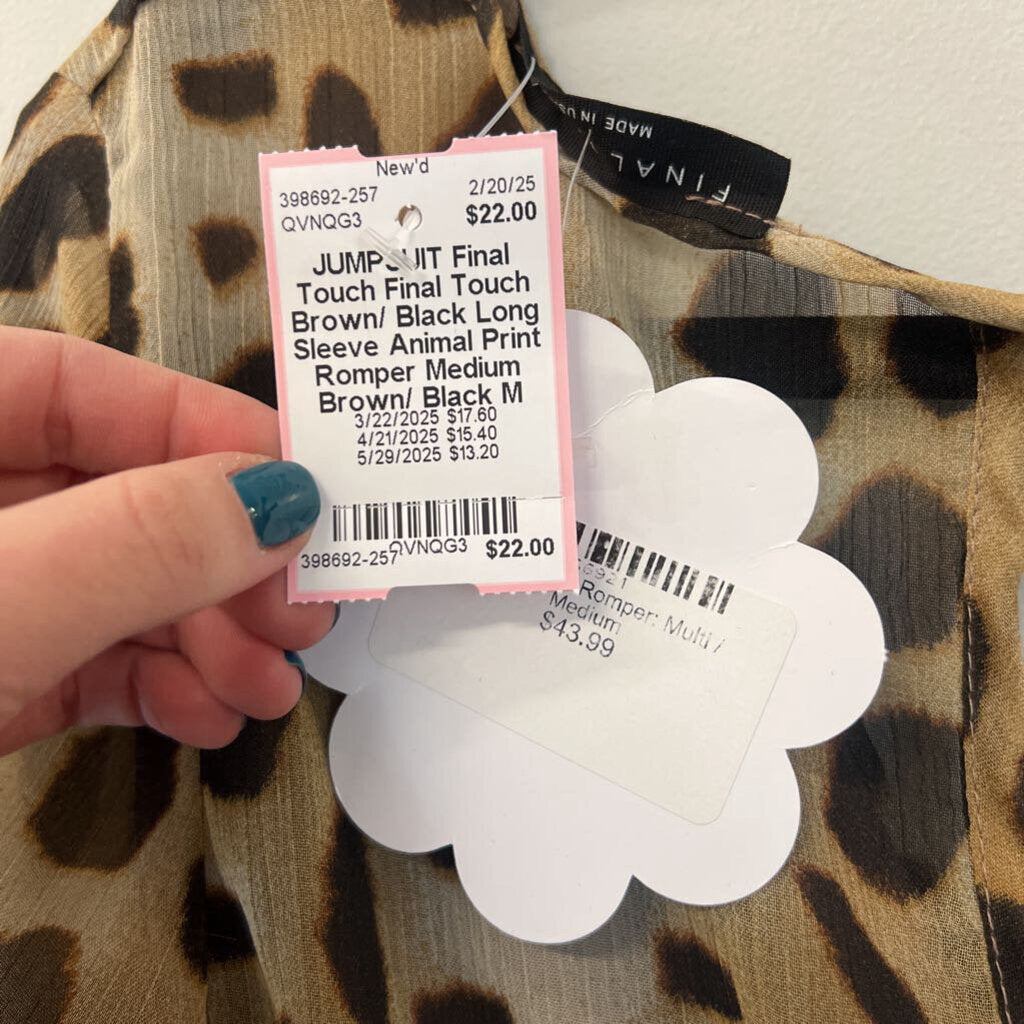 New'd
398692-257 2/20/25
QVNQG3 $22.00
JUMPSUIT Final
Touch Final Touch
Brown/ Black Long
Sleeve Animal Print
Romper Medium
Brown/ Black M
3/22/2025 $17.60
4/21/2025 $15.40
5/29/2025 $13.20
398692-257 QVNQG3 $22.00
FINAL
MADE IN
Romper: Multi /
Medium
$43.99